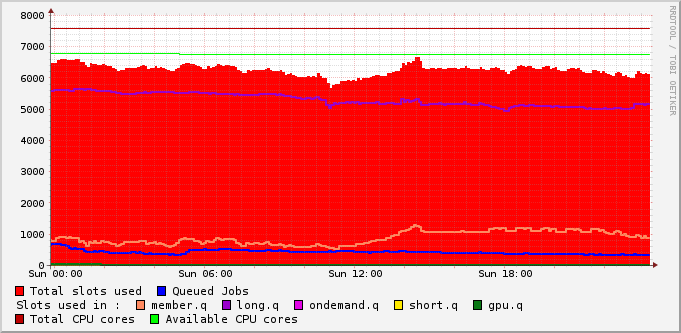 8000
7000
6000
5000
4000
3000
2000
1000
0
Sun 00:00 Sun 06:00 Sun 12:00 Sun 18:00
Total slots used Queued Jobs
Slots used in : member.q long.q ondemand.q short.q gpu.q
Total CPU cores Available CPU cores
RRDTOOL / TOBI OETIKER